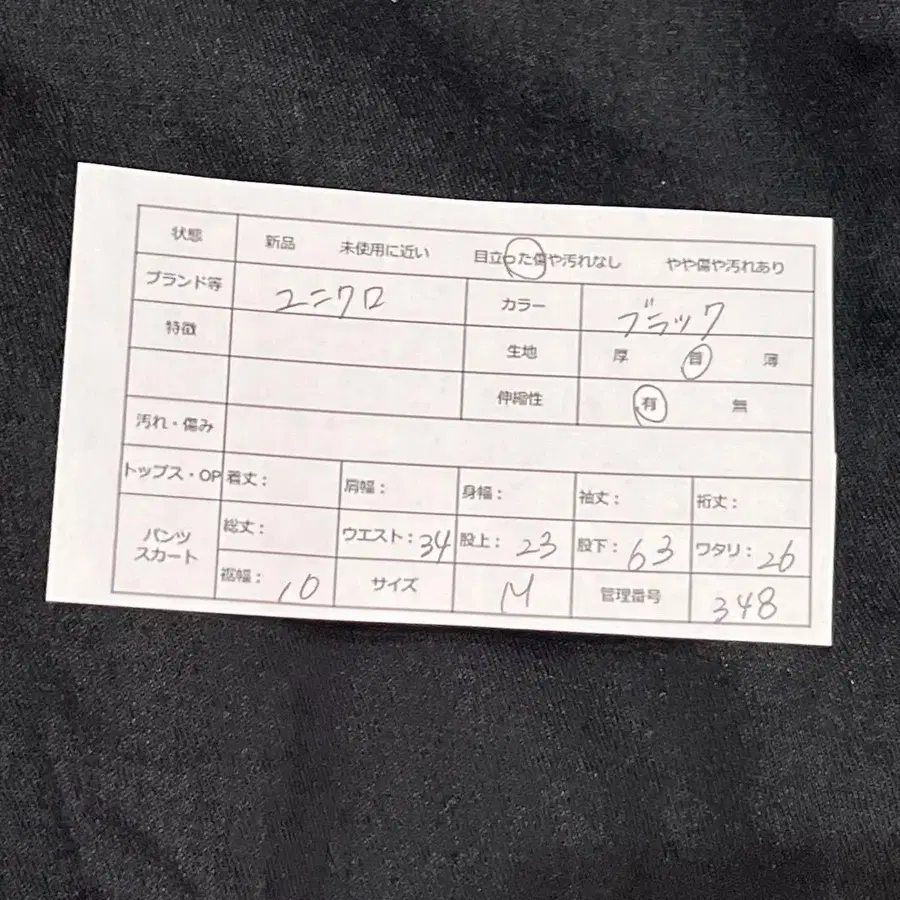 状態 新品 未使用に近い 目立った傷や汚れなし やや傷や汚れあり
ブランド等 ユニクロ カラー ブラック
特徴 生地 厚 普 薄
伸縮性 有 無
汚れ・傷み
トップス・OP 着丈: 肩幅: 身幅: 袖丈: 裄丈:
パンツ スカート 総丈: ウエスト:34 股上:23 股下:63 ワタリ:26
裾幅:10 サイズ M 管理番号 348